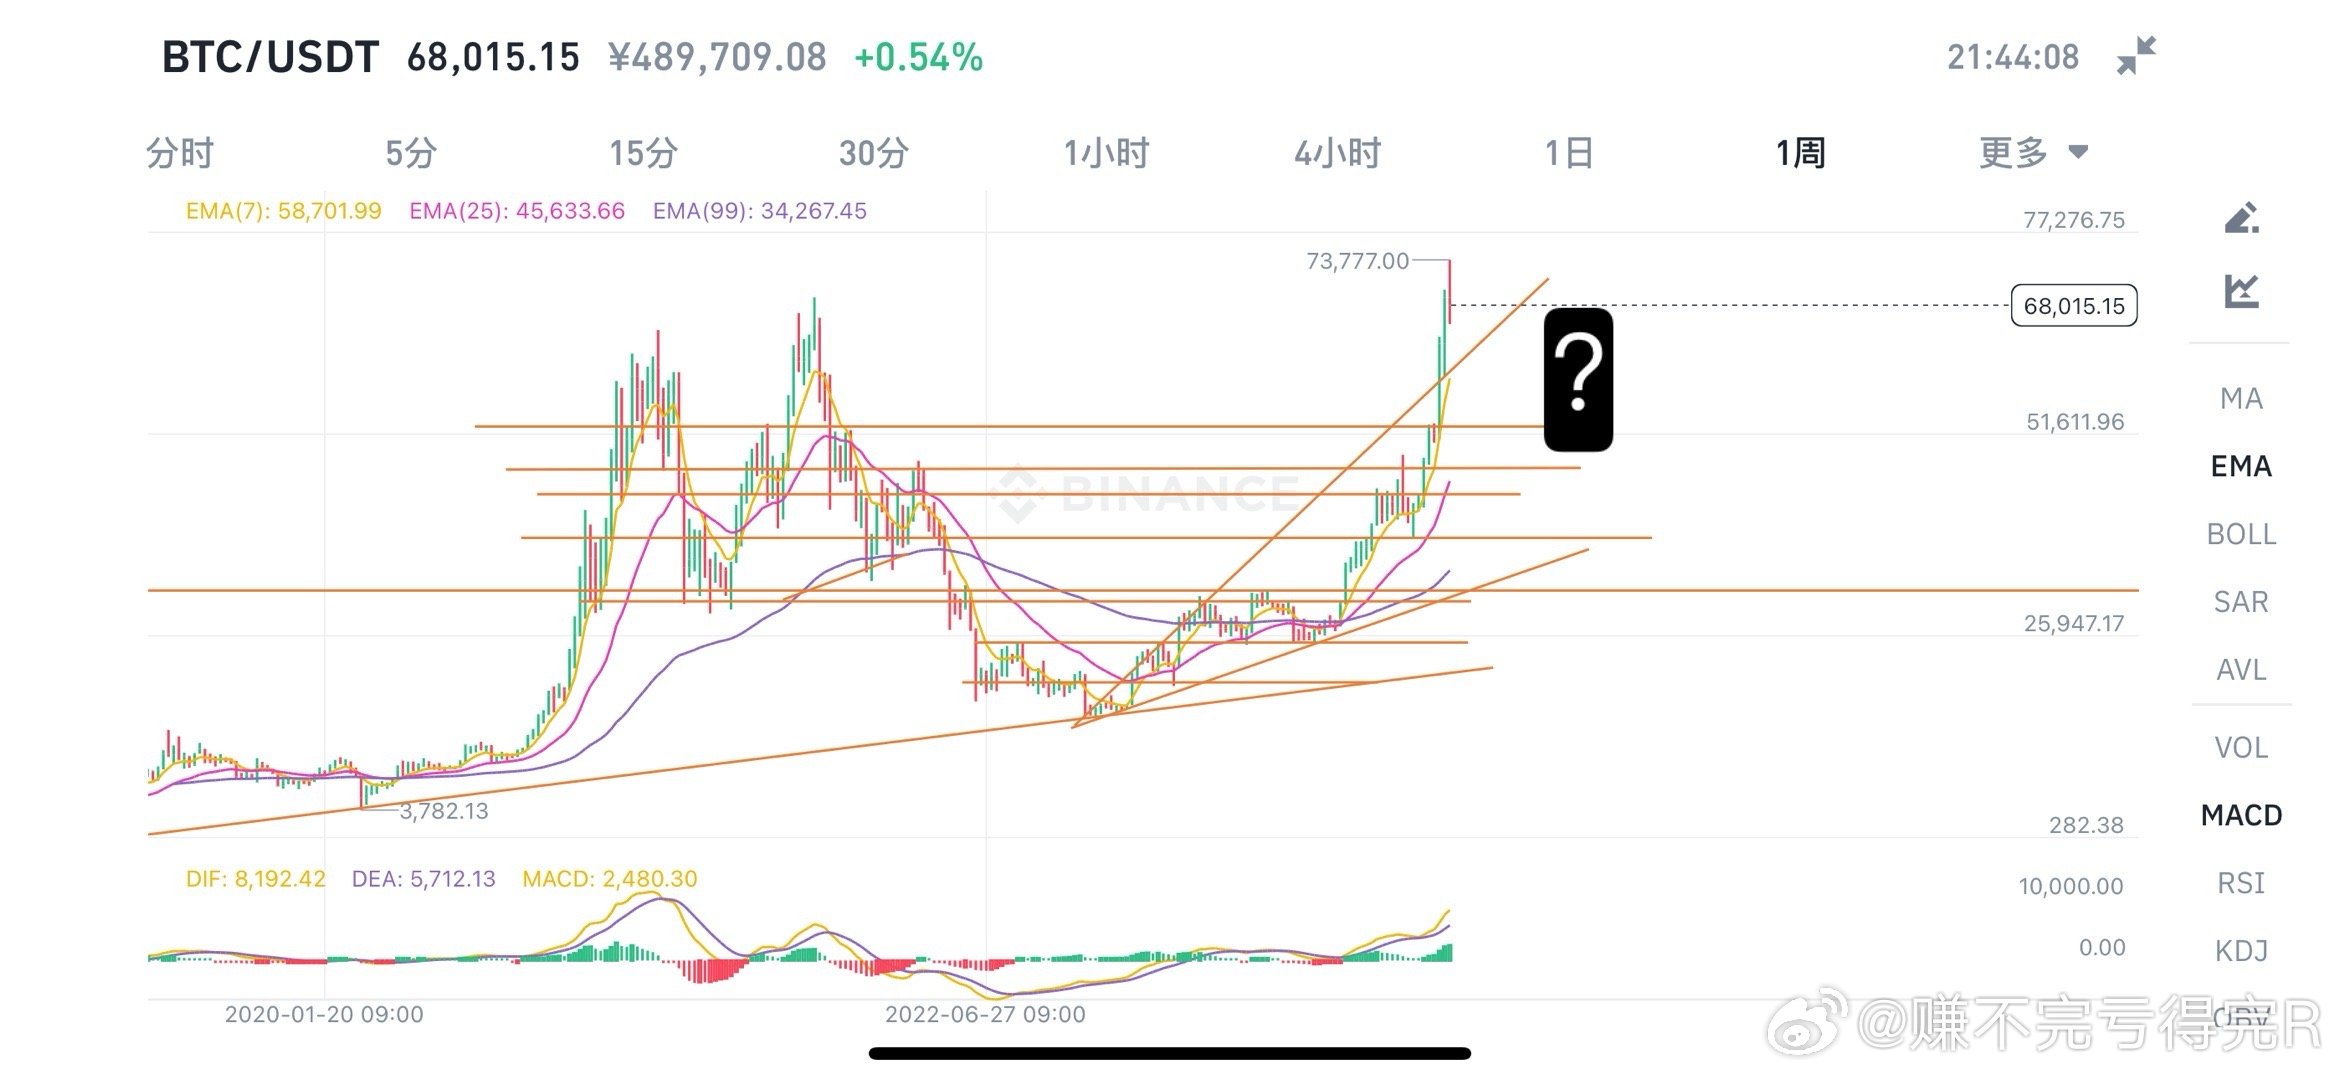 BTC/USDT 68,015.15 ¥489,709.08 +0.54% 21:44:08
分时 5分 15分 30分 1小时 4小时 1日 1周 更多
EMA(7): 58,701.99 EMA(25): 45,633.66 EMA(99): 34,267.45
77,276.75
73,777.00
68,015.15
?
MA
51,611.96
EMA
BINANCE
BOLL
SAR
25,947.17
AVL
VOL
3,782.13
282.38
MACD
DIF: 8,192.42 DEA: 5,712.13 MACD: 2,480.30
10,000.00
RSI
0.00
KDJ
2020-01-20 09:00 2022-06-27 09:00
OBV
@赚不完亏得完R